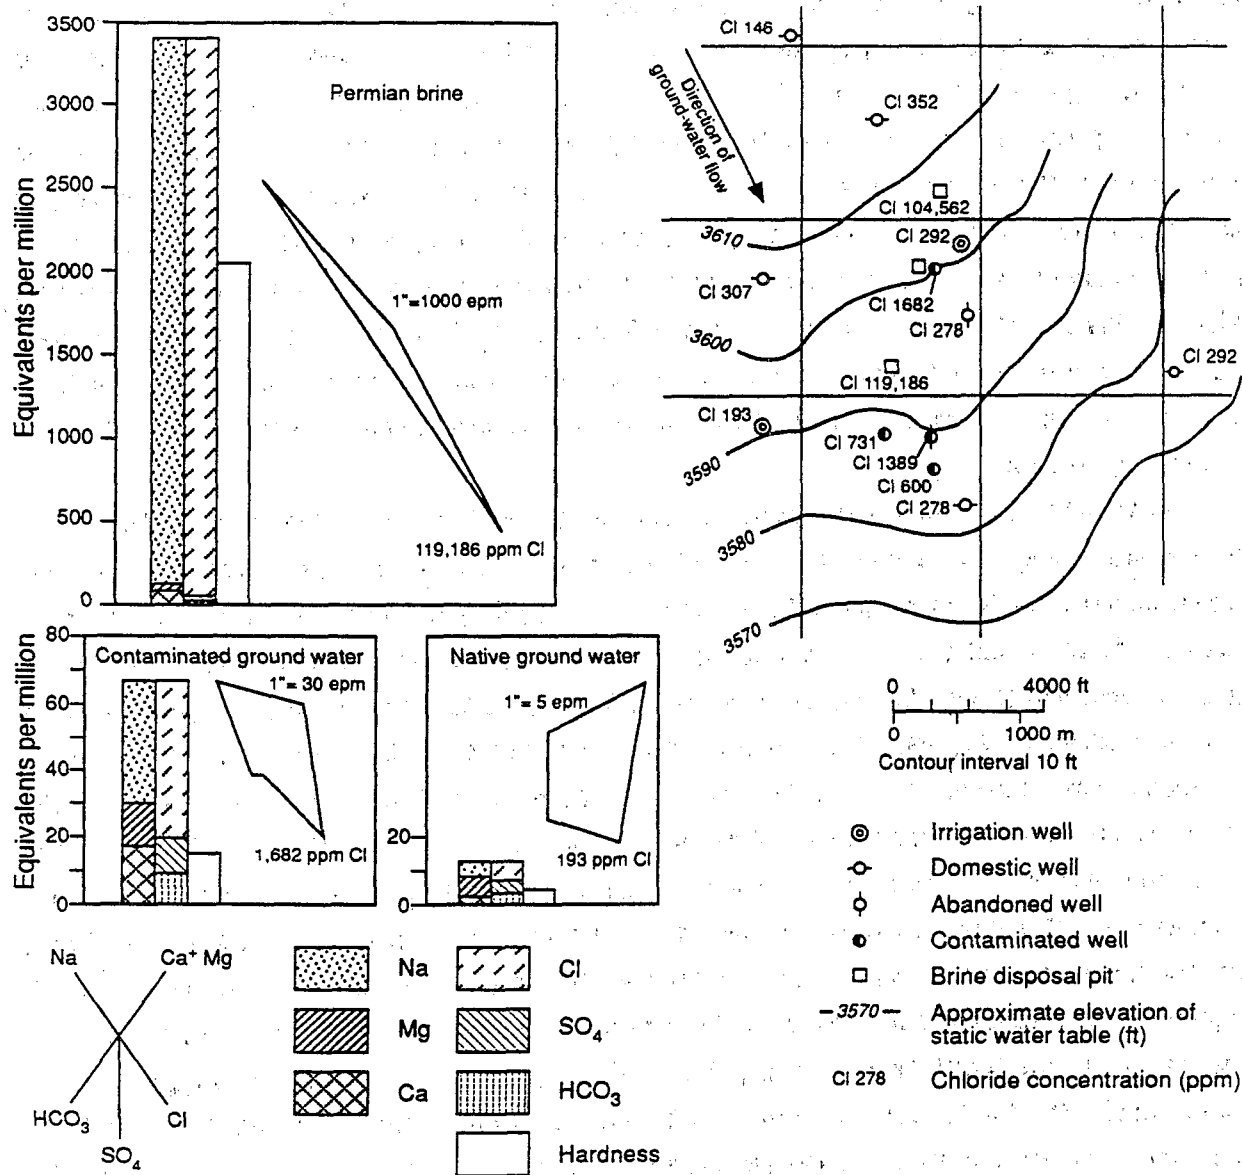 3500
3000
2500
2000
1500
1000
500
0
Equivalents per million
Permian brine
1"=1000 epm
119,186 ppm Cl
80
60
40
20
0
Equivalents per million
Contaminated ground water
1"= 30 epm
1,682 ppm Cl
20
0
Native ground water
1"= 5 epm
193 ppm Cl
Na
Ca+ Mg
HCO3
SO4
Cl
Na
Cl
Mg
SO4
Ca
HCO3
Hardness
Cl 146
Direction of
ground-water flow
Cl 352
Cl 104,562
3610
Cl 292
Cl 307
Cl 1682
Cl 278
3600
Cl 119,186
Cl 292
Cl 193
Cl 731
Cl 1389
3590
Cl 600
Cl 278
3580
3570
0 4000 ft
0 1000 m
Contour interval 10 ft
Irrigation well
Domestic well
Abandoned well
Contaminated well
Brine disposal pit
–3570– Approximate elevation of
static water table (ft)
Cl 278 Chloride concentration (ppm)